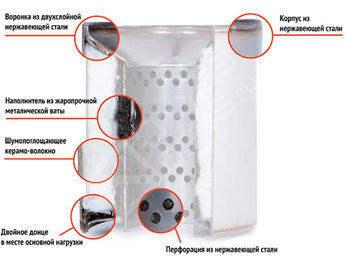 Воронка из двухслойной
нержавеющей стали
Корпус из
нержавеющей стали
Наполнитель из жаропрочной
металической ваты
Шумопоглощающее
керамо-волокно
Двойное донце
в месте основной нагрузки
Перфорация из нержавеющей стали